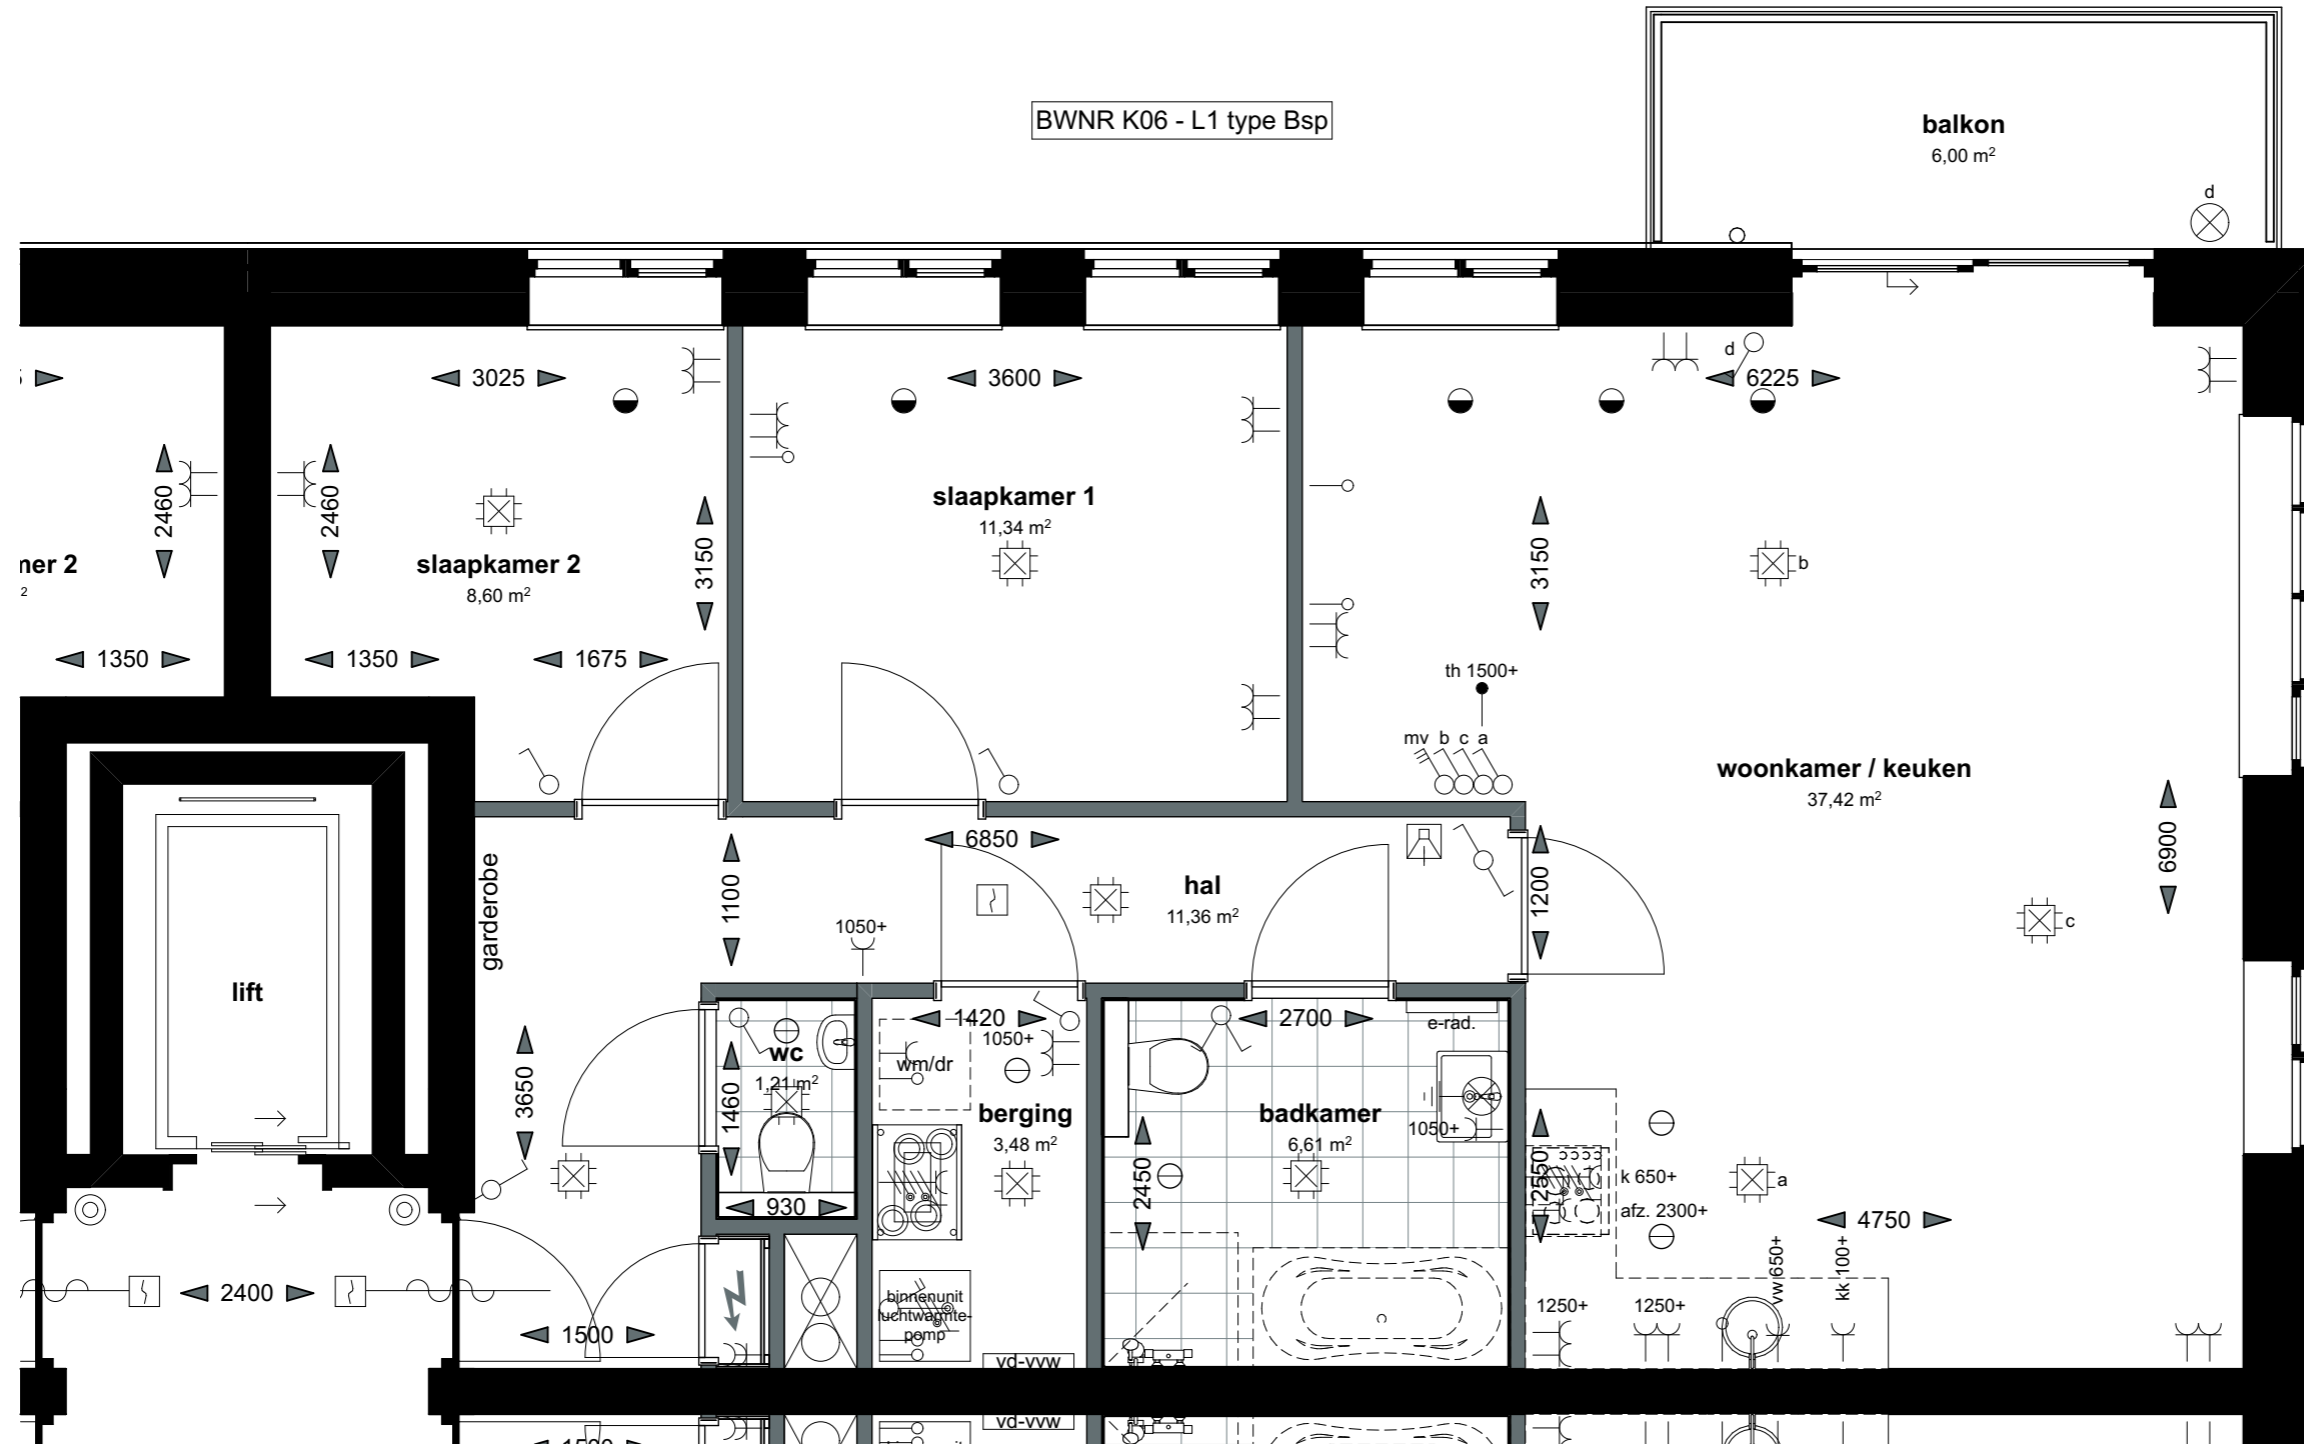 BWNR K06 - L1 type Bsp
balkon
6,00 m²
d
d
3025
3600
6225
2460
2460
slaapkamer 1
11,34 m²
3150
3150
b
mer 2
2
slaapkamer 2
8,60 m²
1350
1350
1675
th 1500+
mv b c a
woonkamer / keuken
37,42 m²
6850
garderobe
1100
hal
11,36 m²
1200
6900
c
1050+
lift
1420
2700
e-rad.
1050+
wc
1,21 m²
wm/dr
3650
1460
berging
3,48 m²
badkamer
6,61 m²
1050+
2450
2550
k 650+
afz. 2300+
a
930
4750
vw 650+
kk 100+
2400
binnenunit
luchtwarmte-
pomp
1250+
1250+
1500
vd-vvw
vd-vvw
1500